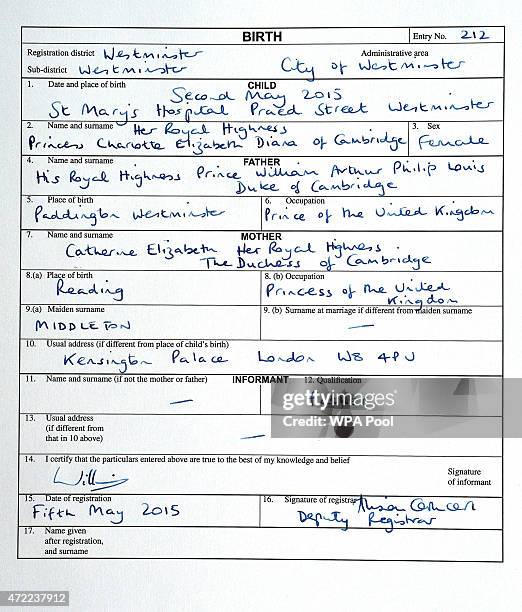 BIRTH Entry No. 212
Registration district Westminster Administrative area
Sub-district Westminster City of Westminster
1. Date and place of birth CHILD
Second May 2015
St Mary's Hospital Praed Street Westminster
2. Name and surname Her Royal Highness 3. Sex
Princess Charlotte Elizabeth Diana of Cambridge Female
4. Name and surname FATHER
His Royal Highness Prince William Arthur Philip Louis
Duke of Cambridge
5. Place of birth 6. Occupation
Paddington Westminster Prince of the United Kingdom
7. Name and surname MOTHER
Catherine Elizabeth Her Royal Highness
The Duchess of Cambridge
8.(a) Place of birth 8. (b) Occupation
Reading Princess of the United
Kingdom
9.(a) Maiden surname 9. (b) Surname at marriage if different from maiden surname
MIDDLETON —
10. Usual address (if different from place of child's birth)
Kensington Palace London W8 4PU
11. Name and surname (if not the mother or father) INFORMANT 12. Qualification
—
13. Usual address
(if different from
that in 10 above) —
gettyimages
WPA Pool
14. I certify that the particulars entered above are true to the best of my knowledge and belief
Signature
of informant
15. Date of registration 16. Signature of registrar
Fifth May 2015 Deputy Registrar
17. Name given
after registration,
and surname
472237912